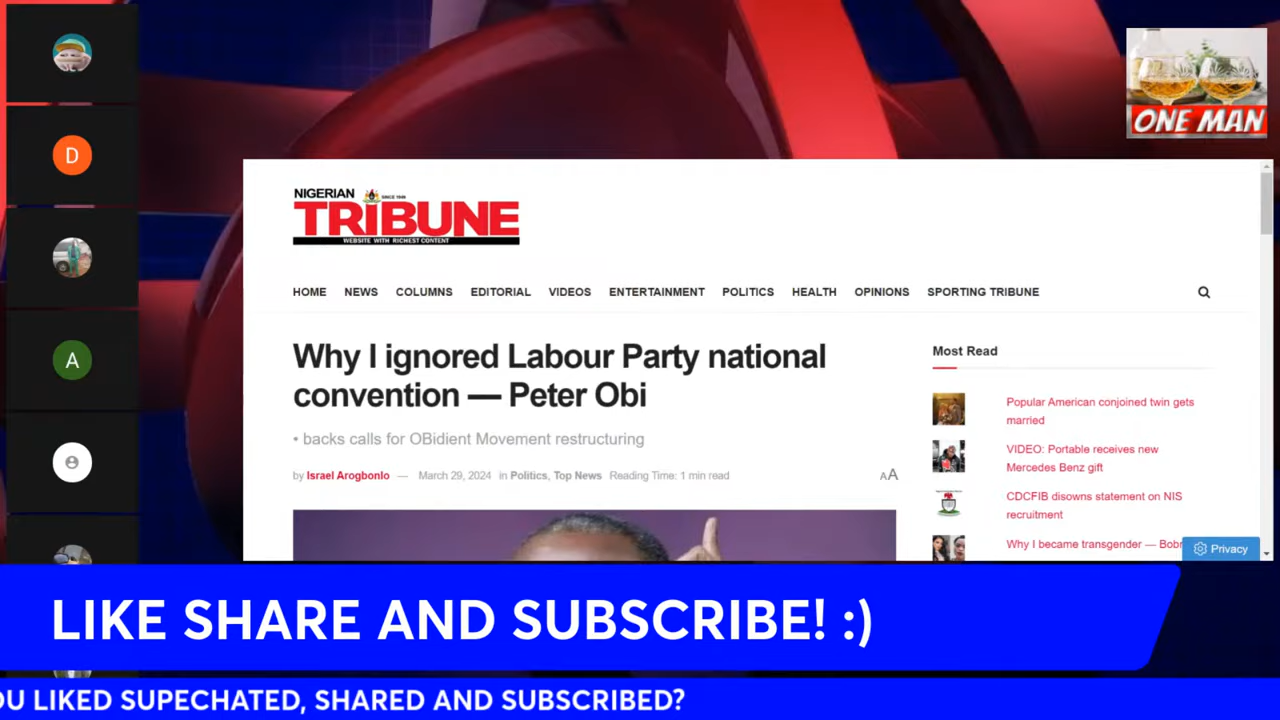 ONE MAN
D
A
NIGERIAN
SINCE 1949
TRIBUNE
WEBSITE WITH RICHEST CONTENT
HOME NEWS COLUMNS EDITORIAL VIDEOS ENTERTAINMENT POLITICS HEALTH OPINIONS SPORTING TRIBUNE
Why I ignored Labour Party national
convention — Peter Obi
• backs calls for OBidient Movement restructuring
by Israel Arogbonlo — March 29, 2024 in Politics, Top News Reading Time: 1 min read
AA
Most Read
Popular American conjoined twin gets
married
VIDEO: Portable receives new
Mercedes Benz gift
CDCFIB disowns statement on NIS
recruitment
Why I became transgender —
Privacy
LIKE SHARE AND SUBSCRIBE! :)
OU LIKED SUPECHATED, SHARED AND SUBSCRIBED?